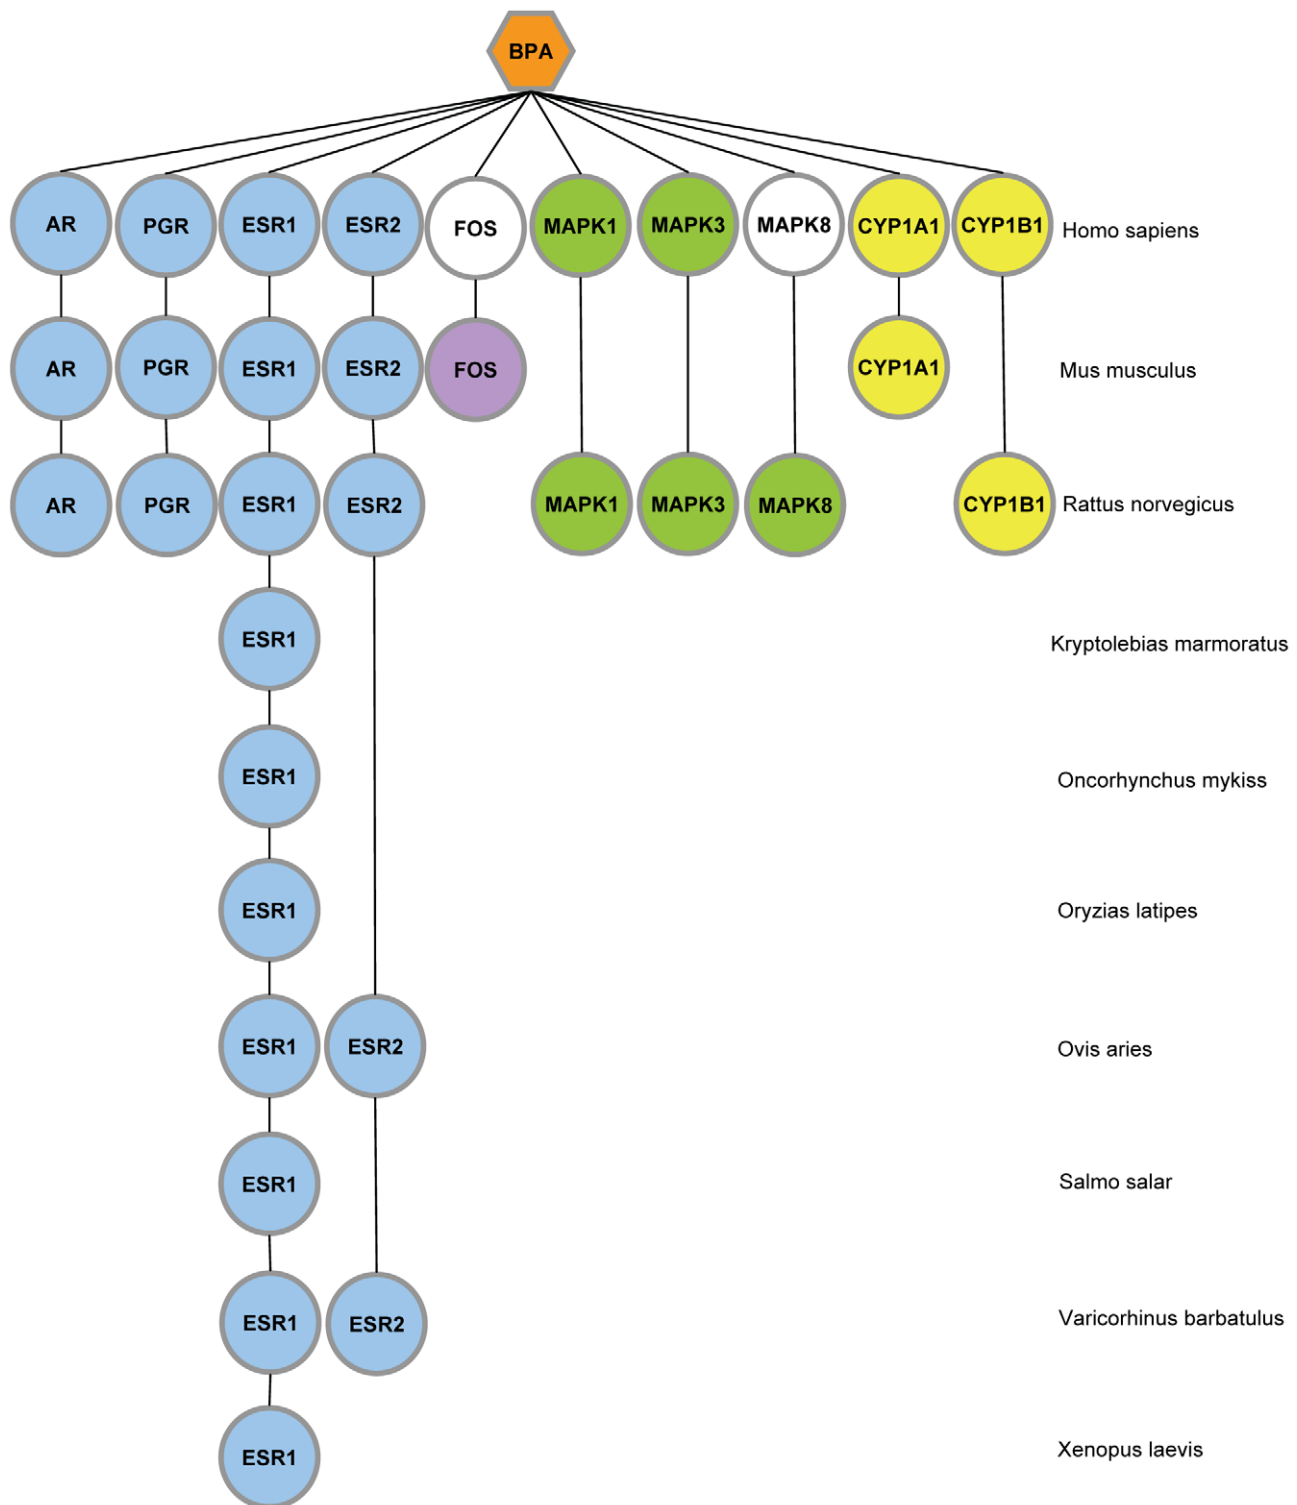 BPA
AR PGR ESR1 ESR2 FOS MAPK1 MAPK3 MAPK8 CYP1A1 CYP1B1 Homo sapiens
AR PGR ESR1 ESR2 FOS CYP1A1 Mus musculus
AR PGR ESR1 ESR2 MAPK1 MAPK3 MAPK8 CYP1B1 Rattus norvegicus
ESR1 Kryptolebias marmoratus
ESR1 Oncorhynchus mykiss
ESR1 Oryzias latipes
ESR1 ESR2 Ovis aries
ESR1 Salmo salar
ESR1 ESR2 Varicorhinus barbatulus
ESR1 Xenopus laevis